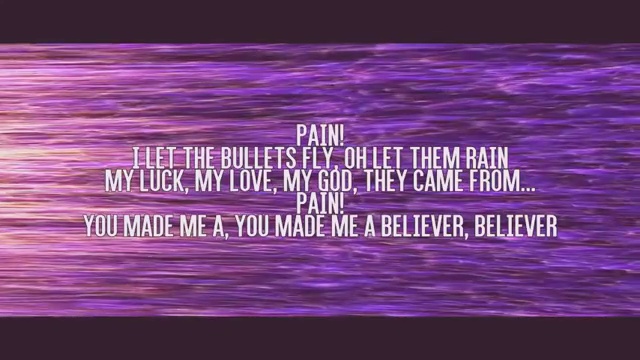 PAIN!
I LET THE BULLETS FLY, OH LET THEM RAIN
MY LUCK, MY LOVE, MY GOD, THEY CAME FROM...
PAIN!
YOU MADE ME A, YOU MADE ME A BELIEVER, BELIEVER